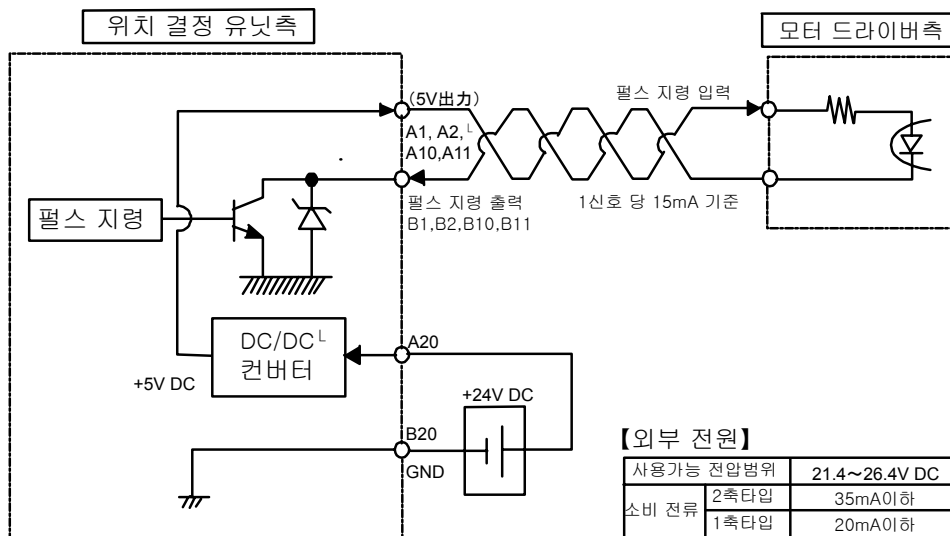 위치 결정 유닛측
모터 드라이버측
(5V出力)
A1, A2,
A10,A11
펄스 지령 입력
펄스 지령
펄스 지령 출력
B1,B2,B10,B11
1신호 당 15mA 기준
DC/DC
컨버터
+5V DC
A20
+24V DC
B20
GND
【외부 전원】
사용가능 전압범위 21.4~26.4V DC
소비 전류 2축타입 35mA이하
1축타입 20mA이하